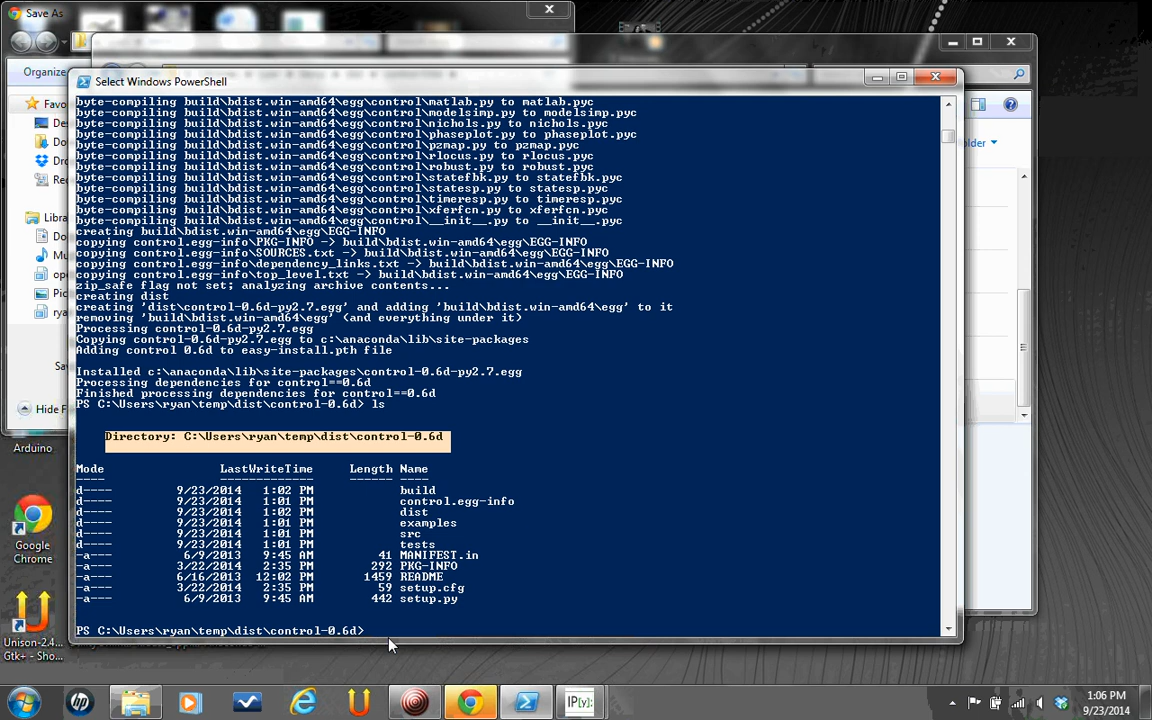 Save As
Organize
Favo
Des
Do
Dro
Rec
Libra
Do
Mu
ope
Pic
rya
Sav
Hide F
older
Select Windows PowerShell
byte-compiling build\bdist.win-amd64\egg\control\matlab.py to matlab.pyc
byte-compiling build\bdist.win-amd64\egg\control\modelsimp.py to modelsimp.pyc
byte-compiling build\bdist.win-amd64\egg\control\nichols.py to nichols.pyc
byte-compiling build\bdist.win-amd64\egg\control\phaseplot.py to phaseplot.pyc
byte-compiling build\bdist.win-amd64\egg\control\pzmap.py to pzmap.pyc
byte-compiling build\bdist.win-amd64\egg\control\rlocus.py to rlocus.pyc
byte-compiling build\bdist.win-amd64\egg\control\robust.py to robust.pyc
byte-compiling build\bdist.win-amd64\egg\control\statefbk.py to statefbk.pyc
byte-compiling build\bdist.win-amd64\egg\control\statesp.py to statesp.pyc
byte-compiling build\bdist.win-amd64\egg\control\timeresp.py to timeresp.pyc
byte-compiling build\bdist.win-amd64\egg\control\xferfcn.py to xferfcn.pyc
byte-compiling build\bdist.win-amd64\egg\control\__init__.py to __init__.pyc
creating build\bdist.win-amd64\egg\EGG-INFO
copying control.egg-info\PKG-INFO -> build\bdist.win-amd64\egg\EGG-INFO
copying control.egg-info\SOURCES.txt -> build\bdist.win-amd64\egg\EGG-INFO
copying control.egg-info\dependency_links.txt -> build\bdist.win-amd64\egg\EGG-INFO
copying control.egg-info\top_level.txt -> build\bdist.win-amd64\egg\EGG-INFO
zip_safe flag not set; analyzing archive contents...
creating dist
creating 'dist\control-0.6d-py2.7.egg' and adding 'build\bdist.win-amd64\egg' to it
removing 'build\bdist.win-amd64\egg' (and everything under it)
Processing control-0.6d-py2.7.egg
Copying control-0.6d-py2.7.egg to c:\anaconda\lib\site-packages
Adding control 0.6d to easy-install.pth file
Installed c:\anaconda\lib\site-packages\control-0.6d-py2.7.egg
Processing dependencies for control==0.6d
Finished processing dependencies for control==0.6d
PS C:\Users\ryan\temp\dist\control-0.6d> ls
Directory: C:\Users\ryan\temp\dist\control-0.6d
Mode LastWriteTime Length Name
---- ------------- ------ ----
d---- 9/23/2014 1:02 PM build
d---- 9/23/2014 1:01 PM control.egg-info
d---- 9/23/2014 1:02 PM dist
d---- 9/23/2014 1:01 PM examples
d---- 9/23/2014 1:01 PM src
d---- 9/23/2014 1:01 PM tests
-a--- 6/9/2013 9:45 AM 41 MANIFEST.in
-a--- 3/22/2014 2:35 PM 292 PKG-INFO
-a--- 6/16/2013 12:02 PM 1459 README
-a--- 3/22/2014 2:35 PM 59 setup.cfg
-a--- 6/9/2013 9:45 AM 442 setup.py
PS C:\Users\ryan\temp\dist\control-0.6d>
Arduino
Google
Chrome
Unison-2.4...
Gtk+ - Sho...
hp
IP[y]:
1:06 PM
9/23/2014